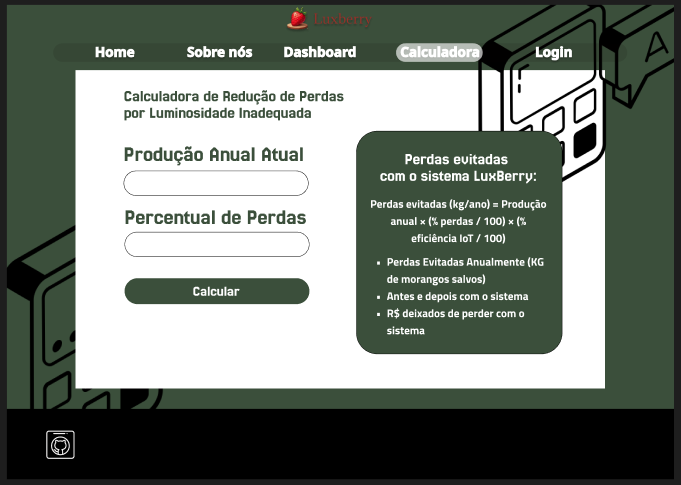 LuxBerry
Home Sobre nós Dashboard Calculadora Login
A
Calculadora de Redução de Perdas
por Luminosidade Inadequada
Produção Anual Atual
Percentual de Perdas
Calcular
Perdas evitadas
com o sistema LuxBerry:
Perdas evitadas (kg/ano) = Produção
anual × (% perdas / 100) × (%
eficiência IoT / 100)
Perdas Evitadas Anualmente (KG
de morangos salvos)
Antes e depois com o sistema
R$ deixados de perder com o
sistema